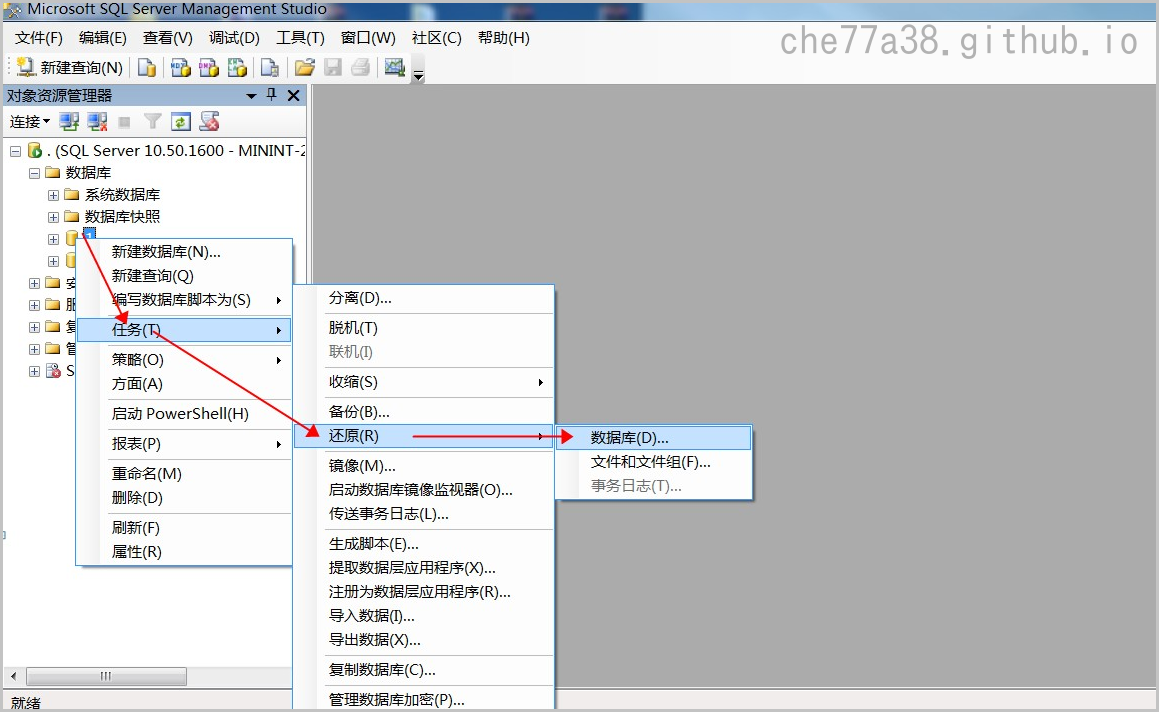 Microsoft SQL Server Management Studio
文件(F) 编辑(E) 查看(V) 调试(D) 工具(T) 窗口(W) 社区(C) 帮助(H)
che77a38.github.io
新建查询(N)
对象资源管理器
连接
. (SQL Server 10.50.1600 - MININT-2
数据库
系统数据库
数据库快照
1
新建数据库(N)...
新建查询(Q)
编写数据库脚本为(S)
任务(T)
策略(O)
方面(A)
启动 PowerShell(H)
报表(P)
重命名(M)
删除(D)
刷新(F)
属性(R)
分离(D)...
脱机(T)
联机(I)
收缩(S)
备份(B)...
还原(R)
镜像(M)...
启动数据库镜像监视器(O)...
传送事务日志(L)...
生成脚本(E)...
提取数据层应用程序(X)...
注册为数据层应用程序(R)...
导入数据(I)...
导出数据(X)...
复制数据库(C)...
管理数据库加密(P)...
数据库(D)...
文件和文件组(F)...
事务日志(T)...
就绪